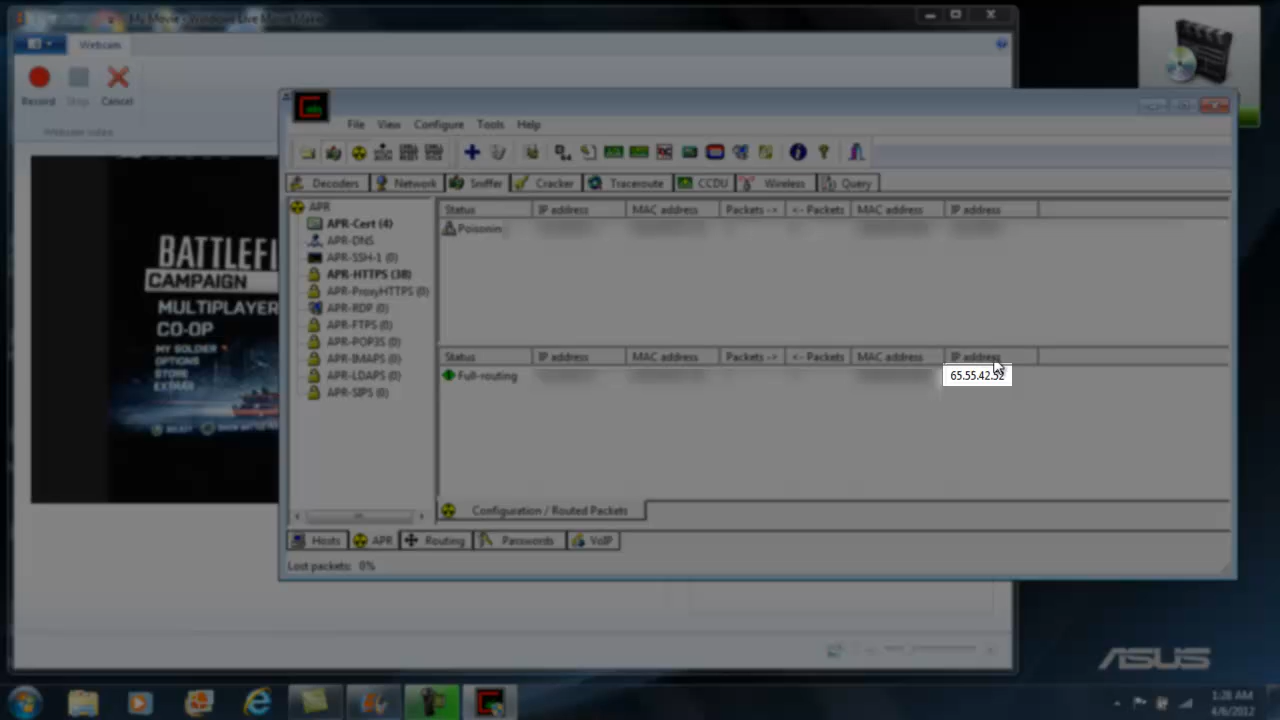 My Movie - Windows Live Movie Maker
Webcam
Record Stop Cancel
Webcam video
BATTLEFI
CAMPAIGN
MULTIPLAYER
CO-OP
MY SOLDIER
OPTIONS
STORE
EXTRAS
File View Configure Tools Help
Decoders Network Sniffer Cracker Traceroute CCDU Wireless Query
APR
APR-Cert (4)
APR-DNS
APR-SSH-1 (0)
APR-HTTPS (38)
APR-ProxyHTTPS (0)
APR-RDP (0)
APR-FTPS (0)
APR-POP3S (0)
APR-IMAPS (0)
APR-LDAPS (0)
APR-SIPS (0)
Status IP address MAC address Packets -> <- Packets MAC address IP address
Poisonin
Status IP address MAC address Packets -> <- Packets MAC address IP address
Full-routing 65.55.42.52
Configuration / Routed Packets
Hosts APR Routing Passwords VoIP
Lost packets: 0%
ASUS
1:28 AM
4/6/2012